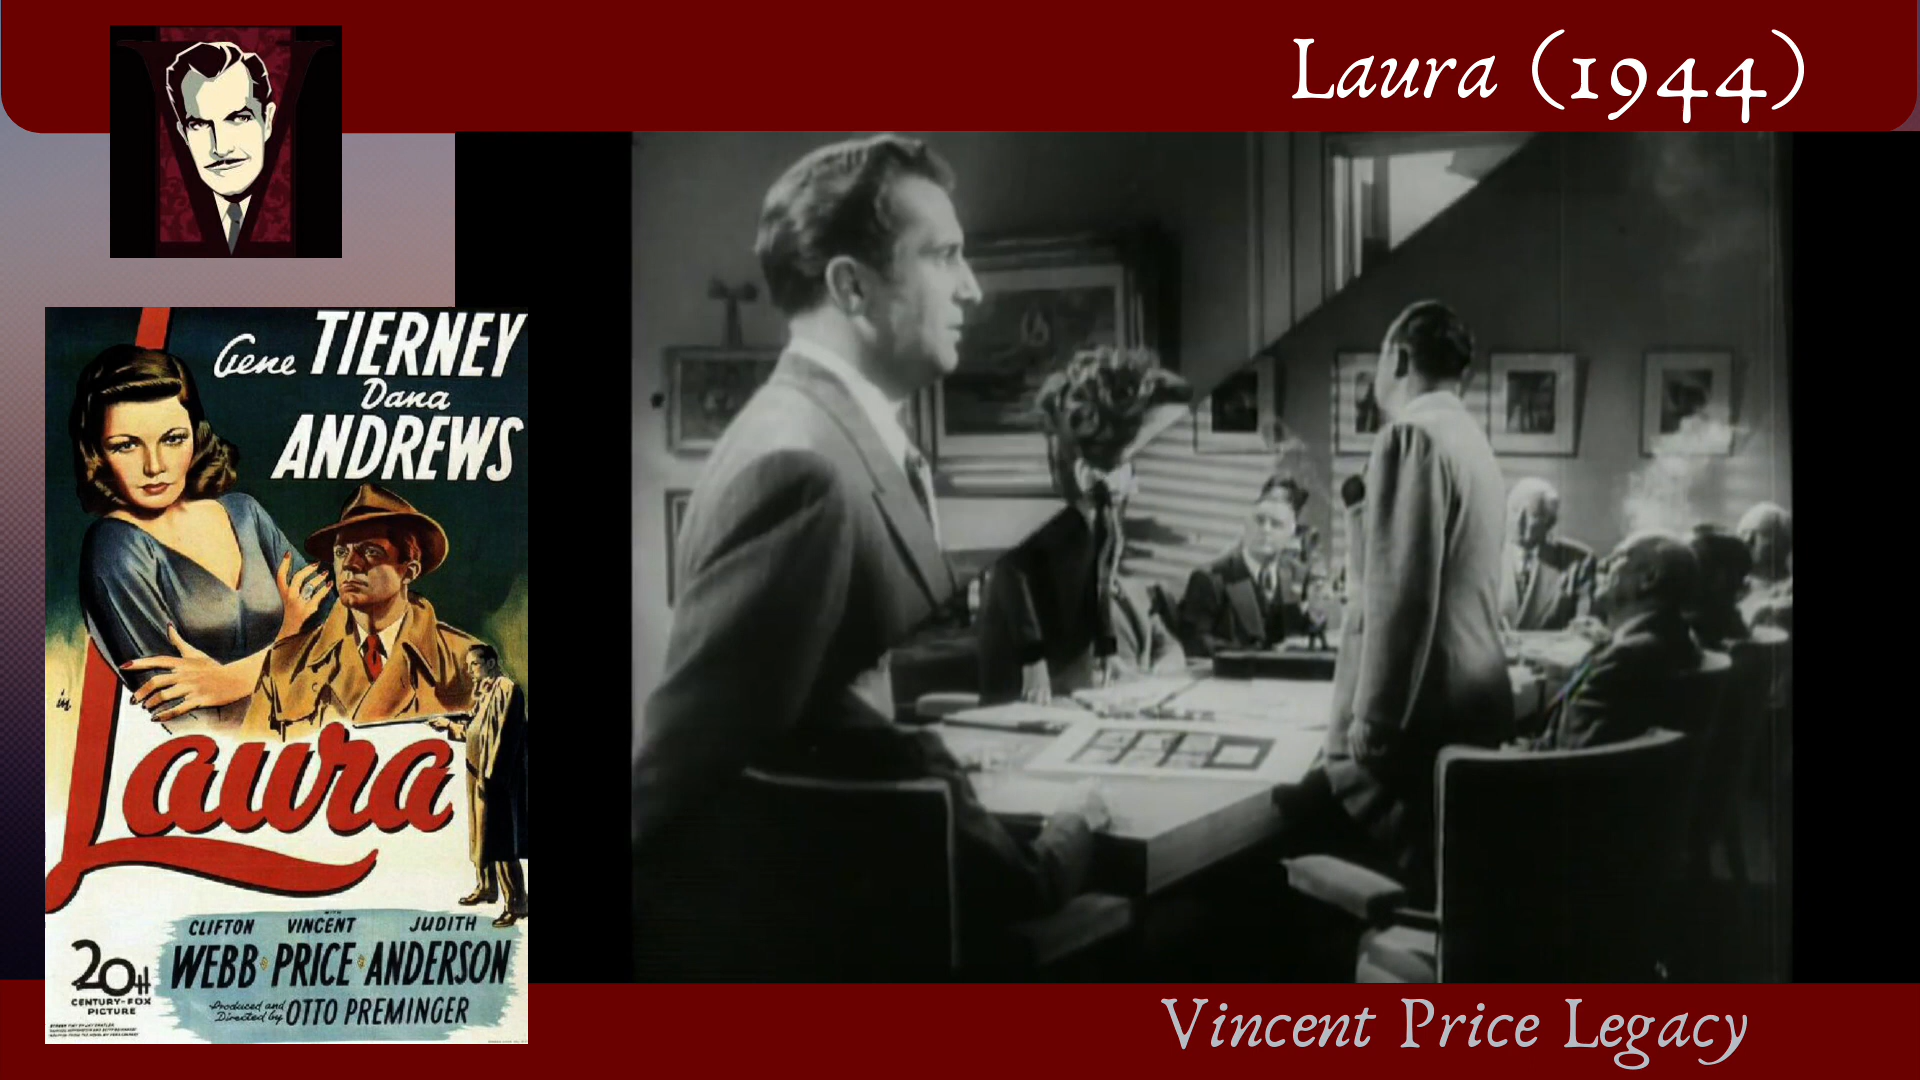 Laura (1944)
V
Gene TIERNEY
Dana
ANDREWS
in
Laura
WITH
CLIFTON VINCENT JUDITH
WEBB · PRICE · ANDERSON
Produced and
Directed by OTTO PREMINGER
20TH
CENTURY-FOX
PICTURE
Vincent Price Legacy